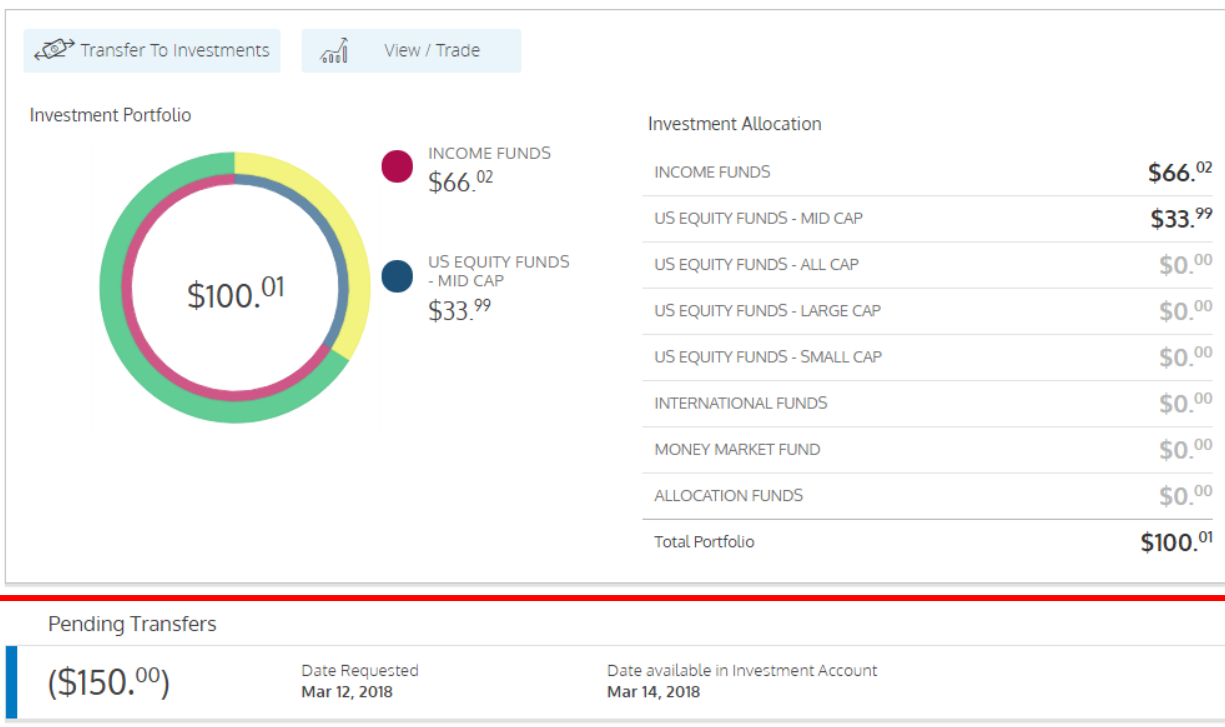 Transfer To Investments
View / Trade
Investment Portfolio
$100.01
INCOME FUNDS
$66.02
US EQUITY FUNDS
- MID CAP
$33.99
Investment Allocation
INCOME FUNDS $66.02
US EQUITY FUNDS - MID CAP $33.99
US EQUITY FUNDS - ALL CAP $0.00
US EQUITY FUNDS - LARGE CAP $0.00
US EQUITY FUNDS - SMALL CAP $0.00
INTERNATIONAL FUNDS $0.00
MONEY MARKET FUND $0.00
ALLOCATION FUNDS $0.00
Total Portfolio $100.01
Pending Transfers
($150.00)
Date Requested
Mar 12, 2018
Date available in Investment Account
Mar 14, 2018